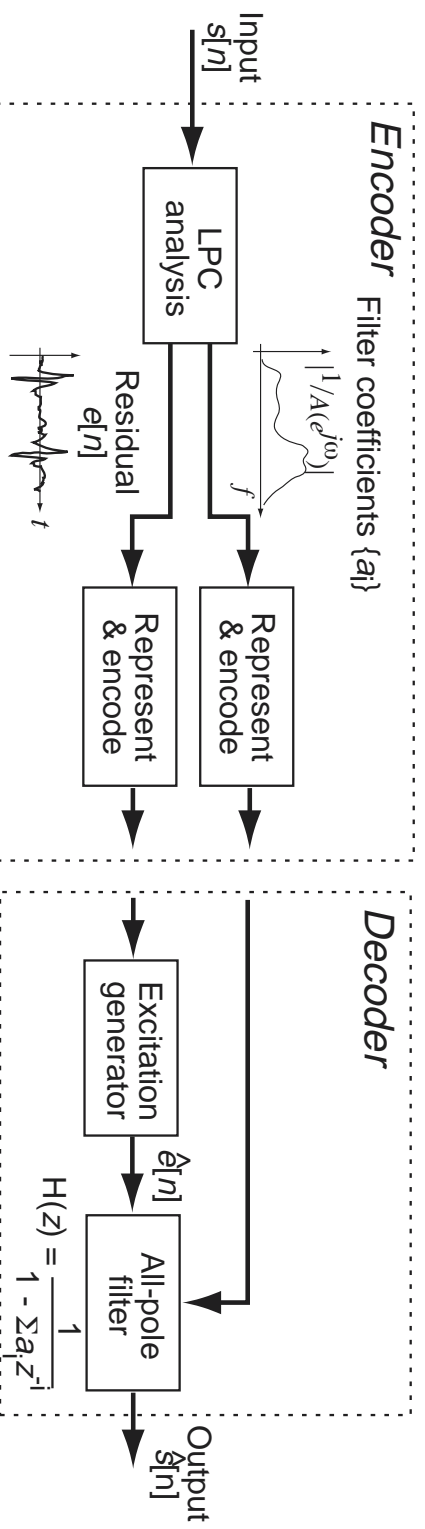 Encoder
Filter coefficients {aᵢ}
|1/A(e^jω)|
f
Input
s[n]
LPC
analysis
Represent
& encode
Represent
& encode
Residual
e[n]
t
Decoder
Excitation
generator
ê[n]
All-pole
filter
H(z) = 1 / 1 - Σaᵢz⁻ⁱ
Output
ŝ[n]